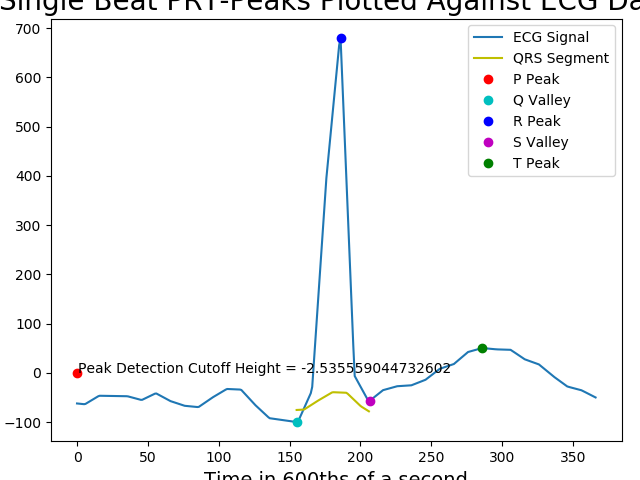 Single Beat PRT-Peaks Plotted Against ECG Da
700
600
500
400
300
200
100
0
−100
ECG Signal
QRS Segment
P Peak
Q Valley
R Peak
S Valley
T Peak
Peak Detection Cutoff Height = -2.535559044732602
0 50 100 150 200 250 300 350
Time in 600ths of a second